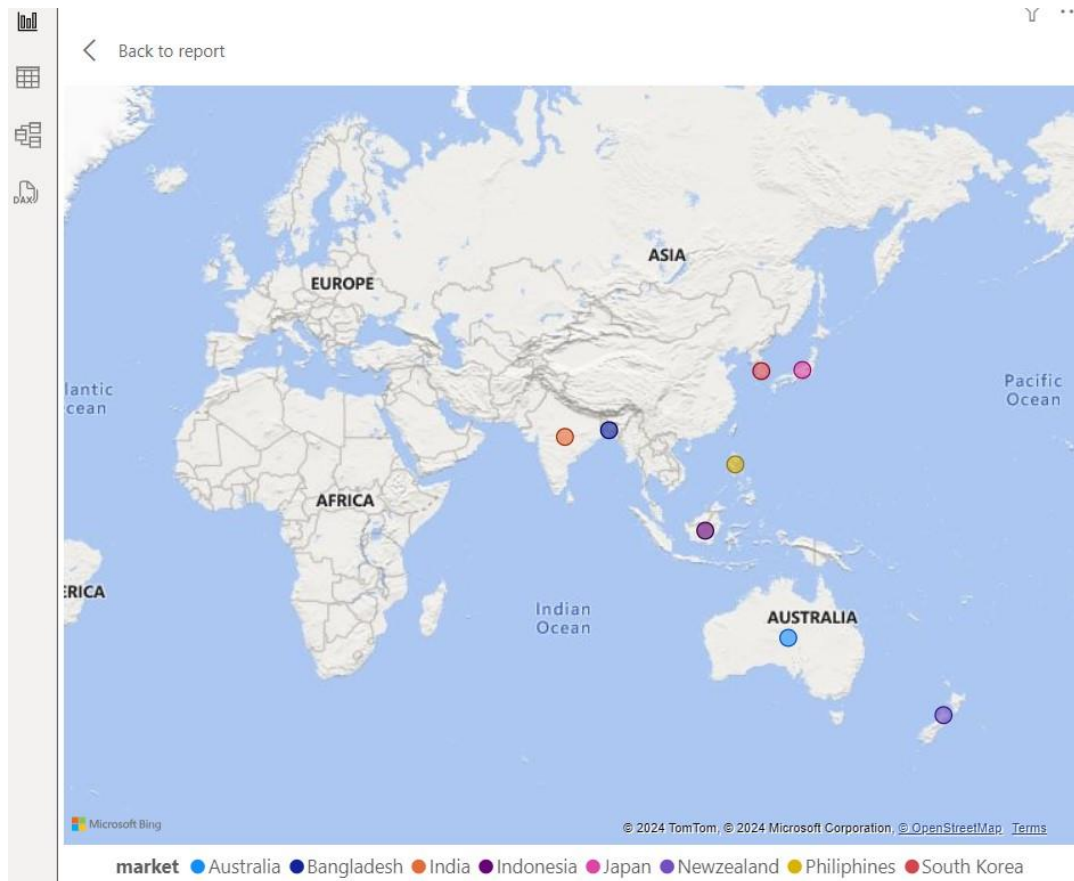 DAX
Back to report
ASIA
EUROPE
lantic
cean
Pacific
Ocean
AFRICA
ERICA
Indian
Ocean
AUSTRALIA
Microsoft Bing
© 2024 TomTom, © 2024 Microsoft Corporation, © OpenStreetMap Terms
market Australia Bangladesh India Indonesia Japan Newzealand Philiphines South Korea